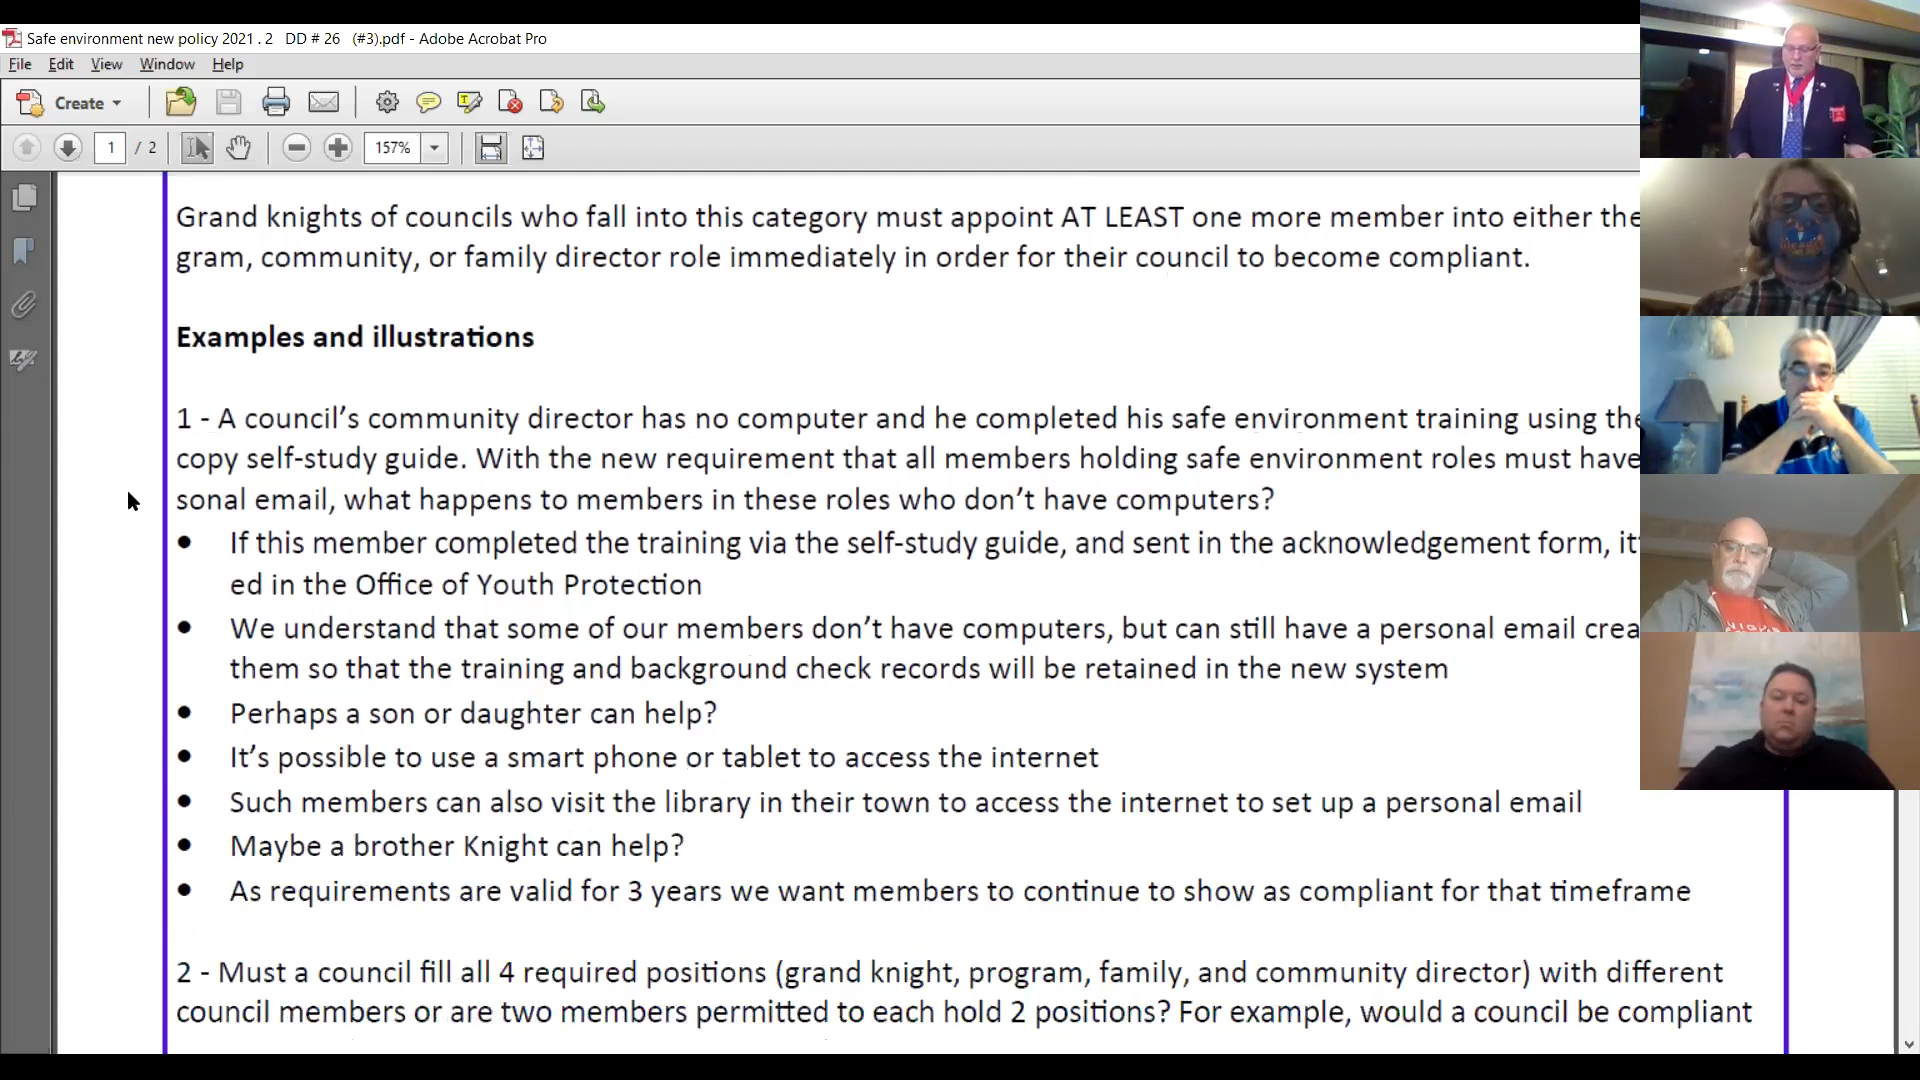 Safe environment new policy 2021 . 2 DD # 26 (#3).pdf - Adobe Acrobat Pro
File Edit View Window Help
Create
1 / 2 157%
Grand knights of councils who fall into this category must appoint AT LEAST one more member into either the
gram, community, or family director role immediately in order for their council to become compliant.
Examples and illustrations
1 - A council’s community director has no computer and he completed his safe environment training using the
copy self-study guide. With the new requirement that all members holding safe environment roles must have
sonal email, what happens to members in these roles who don’t have computers?
• If this member completed the training via the self-study guide, and sent in the acknowledgement form, it
ed in the Office of Youth Protection
• We understand that some of our members don’t have computers, but can still have a personal email crea
them so that the training and background check records will be retained in the new system
• Perhaps a son or daughter can help?
• It’s possible to use a smart phone or tablet to access the internet
• Such members can also visit the library in their town to access the internet to set up a personal email
• Maybe a brother Knight can help?
• As requirements are valid for 3 years we want members to continue to show as compliant for that timeframe
2 - Must a council fill all 4 required positions (grand knight, program, family, and community director) with different
council members or are two members permitted to each hold 2 positions? For example, would a council be compliant